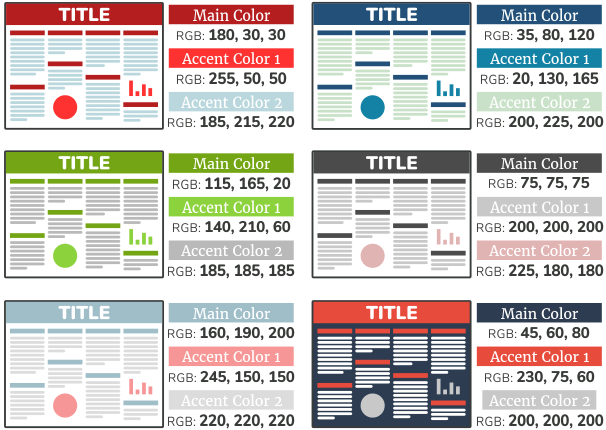 TITLE
Main Color
RGB: 180, 30, 30
Accent Color 1
RGB: 255, 50, 50
Accent Color 2
RGB: 185, 215, 220
TITLE
Main Color
RGB: 35, 80, 120
Accent Color 1
RGB: 20, 130, 165
Accent Color 2
RGB: 200, 225, 200
TITLE
Main Color
RGB: 115, 165, 20
Accent Color 1
RGB: 140, 210, 60
Accent Color 2
RGB: 185, 185, 185
TITLE
Main Color
RGB: 75, 75, 75
Accent Color 1
RGB: 200, 200, 200
Accent Color 2
RGB: 225, 180, 180
TITLE
Main Color
RGB: 160, 190, 200
Accent Color 1
RGB: 245, 150, 150
Accent Color 2
RGB: 220, 220, 220
TITLE
Main Color
RGB: 45, 60, 80
Accent Color 1
RGB: 230, 75, 60
Accent Color 2
RGB: 200, 200, 200